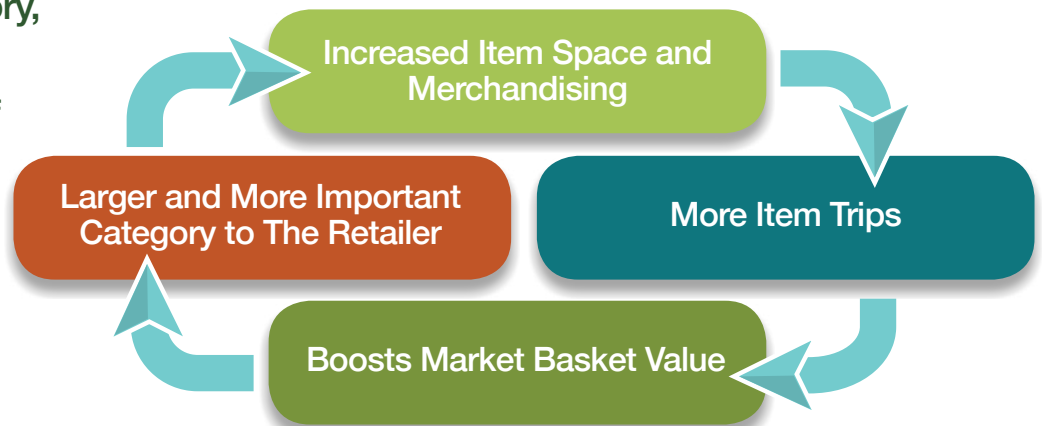 ory,
Increased Item Space and
Merchandising
Larger and More Important
Category to The Retailer
More Item Trips
Boosts Market Basket Value